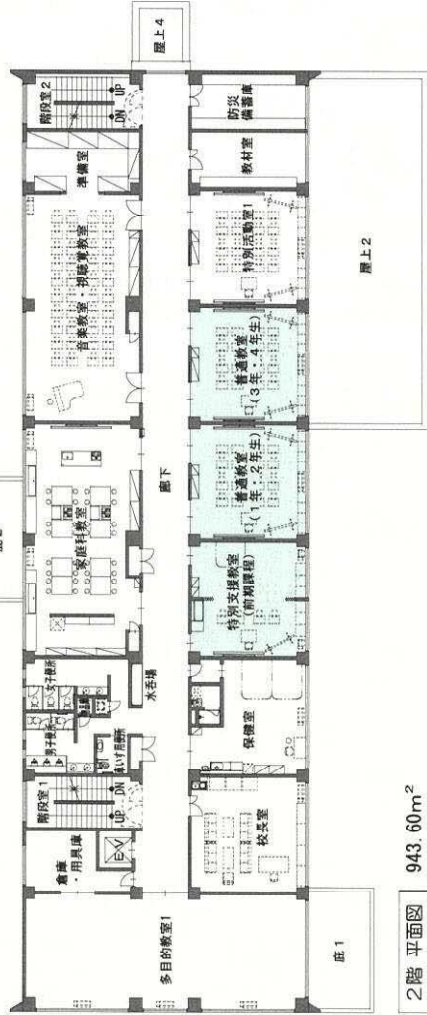 屋上4
階段室2
UP
DN
準備室
音楽教室・視聴覚教室
家庭科教室
女子便所
男子便所
車いす用便所
水呑場
階段室1
UP
DN
倉庫
・用具庫
EV
多目的教室1
廊下
防災
備蓄庫
教材室
特別活動室1
普通教室
(3年・4年生)
普通教室
(1年・2年生)
特別支援教室
(前期課程)
保健室
校長室
屋上2
庇1
2階 平面図
943.60m²